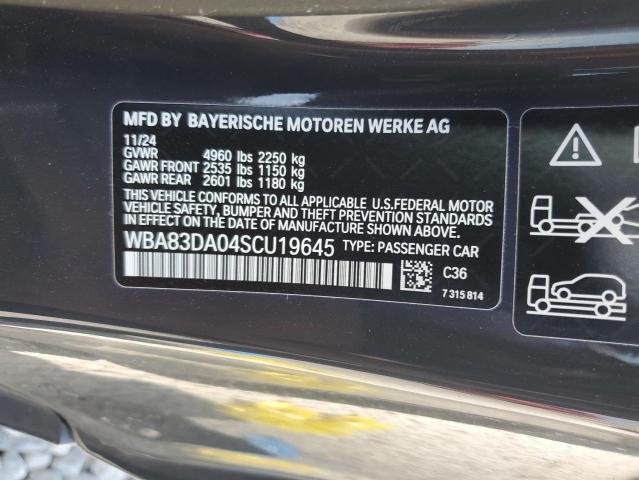 MFD BY BAYERISCHE MOTOREN WERKE AG
11/24
GVWR 4960 lbs 2250 kg
GAWR FRONT 2535 lbs 1150 kg
GAWR REAR 2601 lbs 1180 kg
THIS VEHICLE CONFORMS TO ALL APPLICABLE U.S.FEDERAL MOTOR
VEHICLE SAFETY, BUMPER AND THEFT PREVENTION STANDARDS
IN EFFECT ON THE DATE OF MANUFACTURE SHOWN ABOVE.
WBA83DA04SCU19645 TYPE: PASSENGER CAR
C36
7 315 814